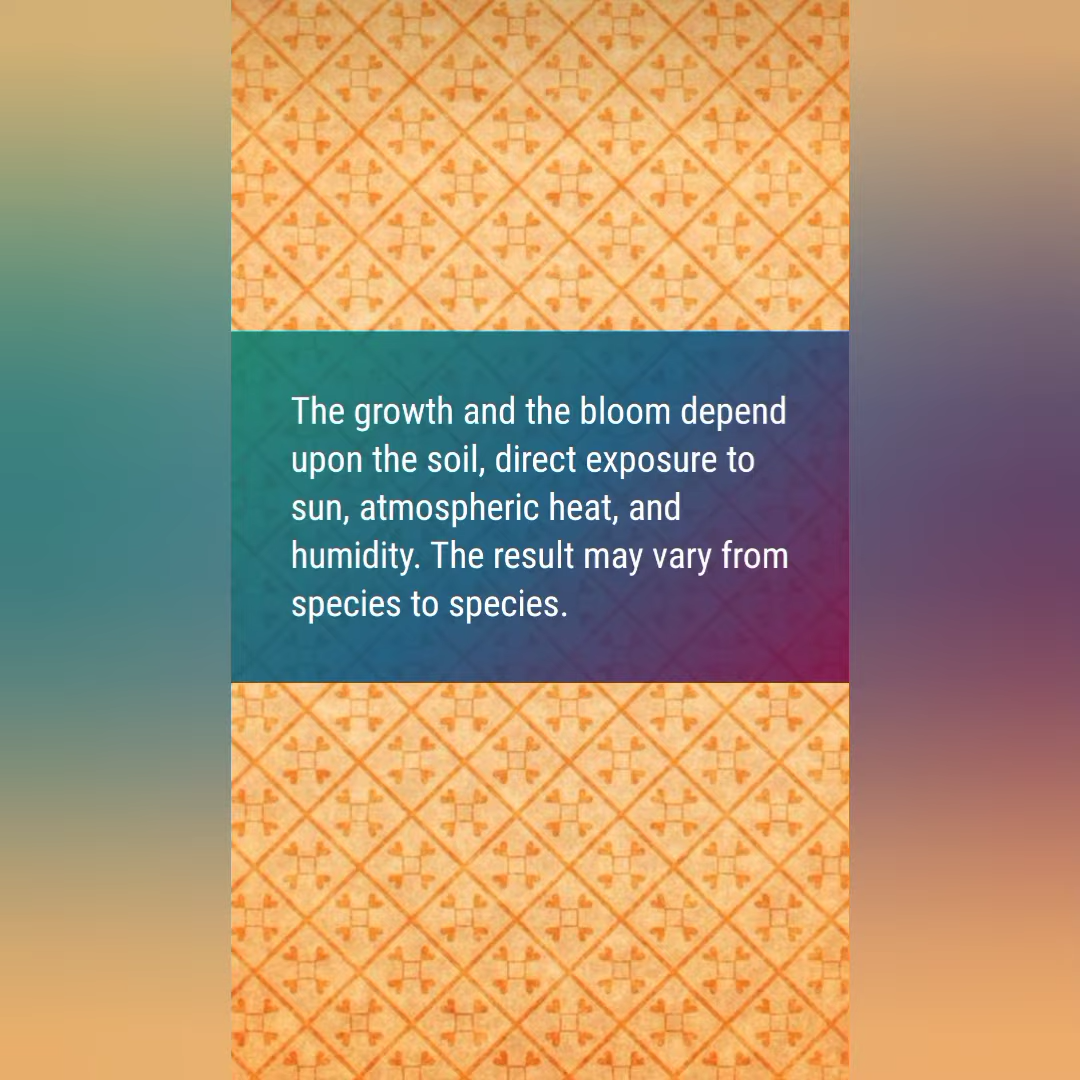 The growth and the bloom depend
upon the soil, direct exposure to
sun, atmospheric heat, and
humidity. The result may vary from
species to species.